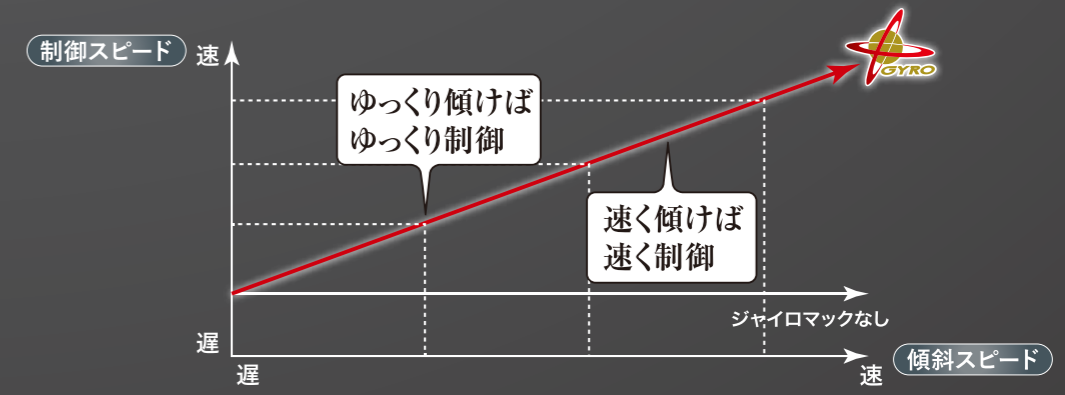 制御スピード
速
GYRO
ゆっくり傾けば
ゆっくり制御
速く傾けば
速く制御
ジャイロマックなし
遅
遅
速
傾斜スピード